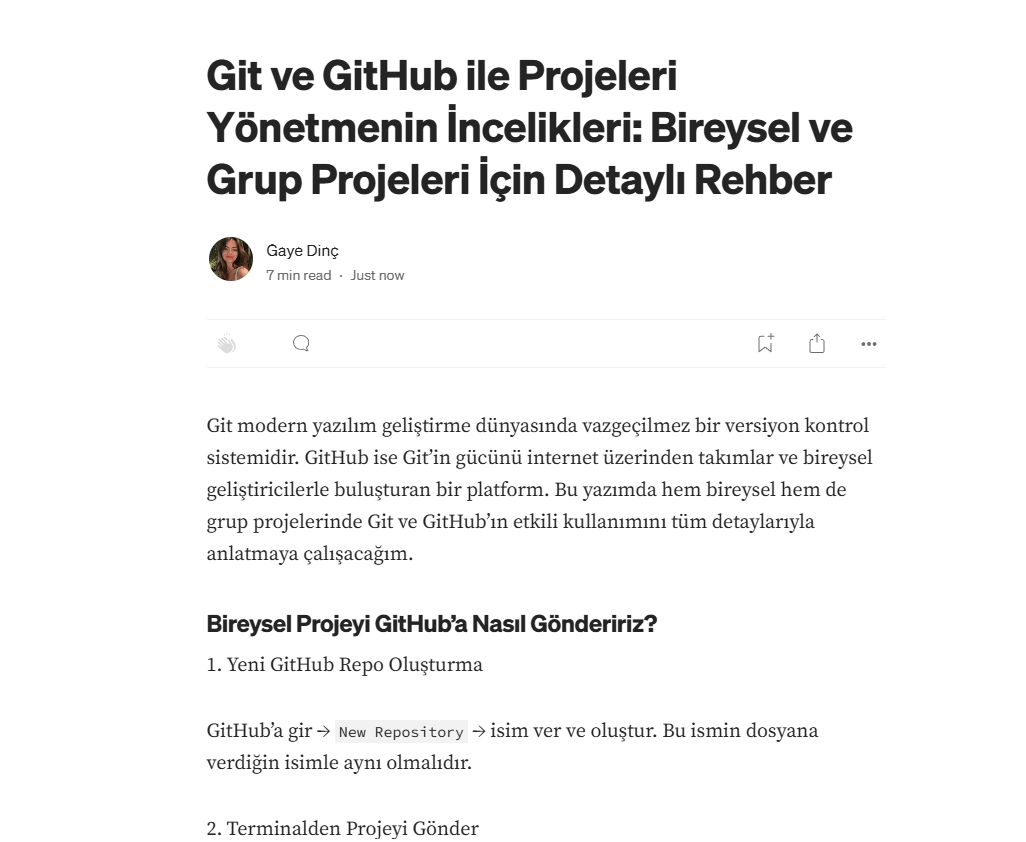 Git ve GitHub ile Projeleri
Yönetmenin İncelikleri: Bireysel ve
Grup Projeleri İçin Detaylı Rehber
Gaye Dinç
7 min read · Just now
Git modern yazılım geliştirme dünyasında vazgeçilmez bir versiyon kontrol
sistemidir. GitHub ise Git’in gücünü internet üzerinden takımlar ve bireysel
geliştiricilerle buluşturan bir platform. Bu yazımda hem bireysel hem de
grup projelerinde Git ve GitHub’ın etkili kullanımını tüm detaylarıyla
anlatmaya çalışacağım.
Bireysel Projeyi GitHub’a Nasıl Göndeririz?
1. Yeni GitHub Repo Oluşturma
GitHub’a gir → New Repository → isim ver ve oluştur. Bu ismin dosyana
verdiğin isimle aynı olmalıdır.
2. Terminalden Projeyi Gönder